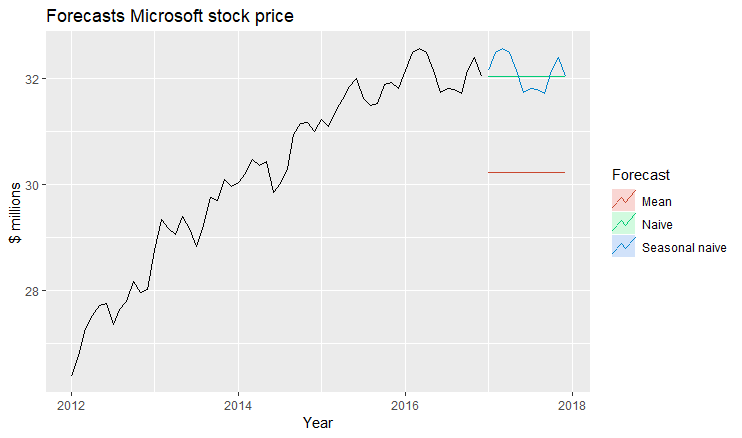 Forecasts Microsoft stock price
$ millions
32
30
28
2012
2014
2016
2018
Year
Forecast
Mean
Naive
Seasonal naive